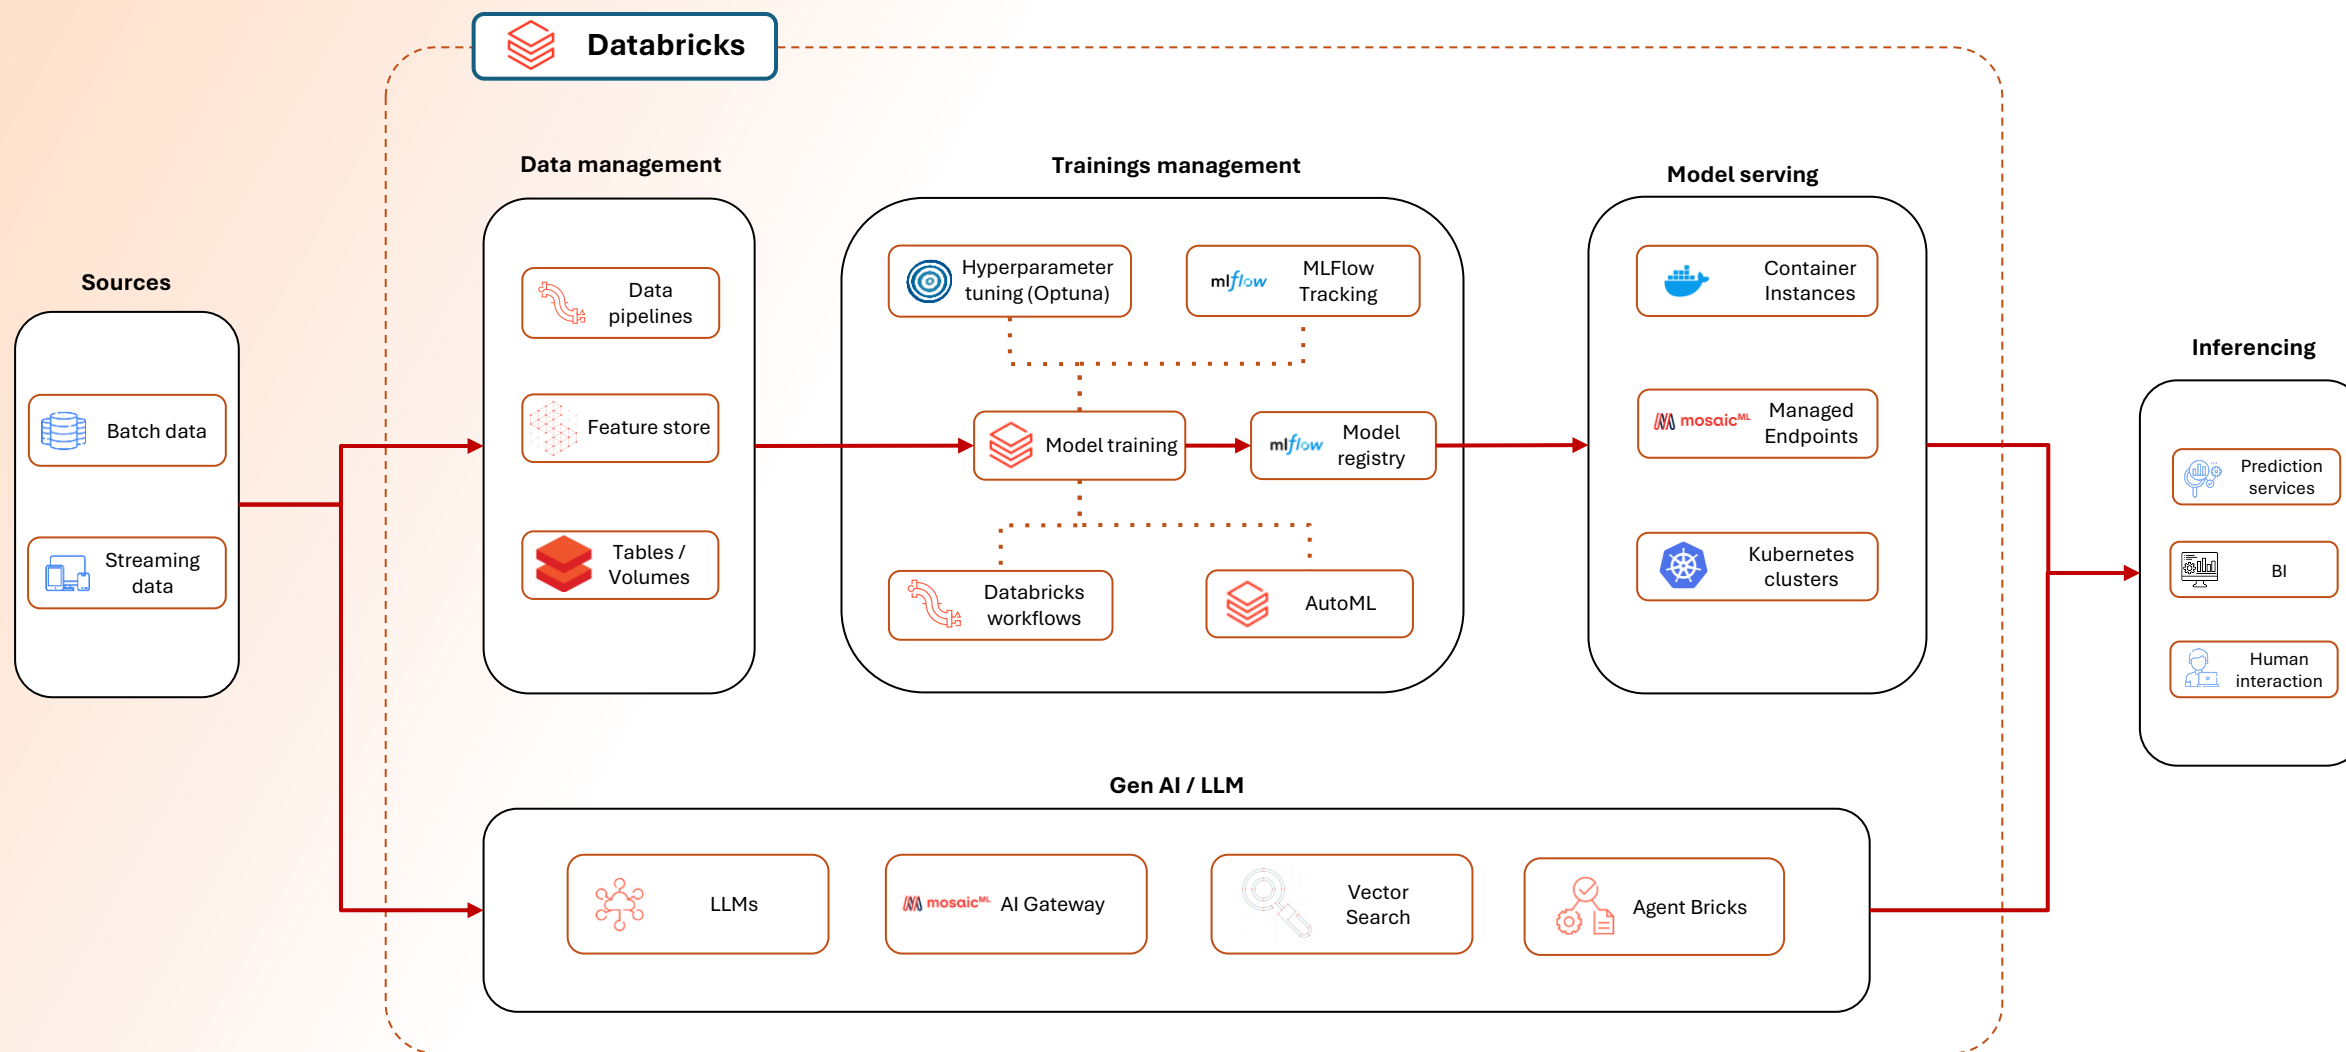 Databricks
Sources
Batch data
Streaming
data
Data management
Data
pipelines
Feature store
Tables /
Volumes
Trainings management
Hyperparameter
tuning (Optuna)
mlflow
MLFlow
Tracking
Model training
mlflow
Model
registry
Databricks
workflows
AutoML
Model serving
Container
Instances
mosaicML
Managed
Endpoints
Kubernetes
clusters
Gen AI / LLM
LLMs
mosaicML
AI Gateway
Vector
Search
Agent Bricks
Inferencing
Prediction
services
BI
Human
interaction